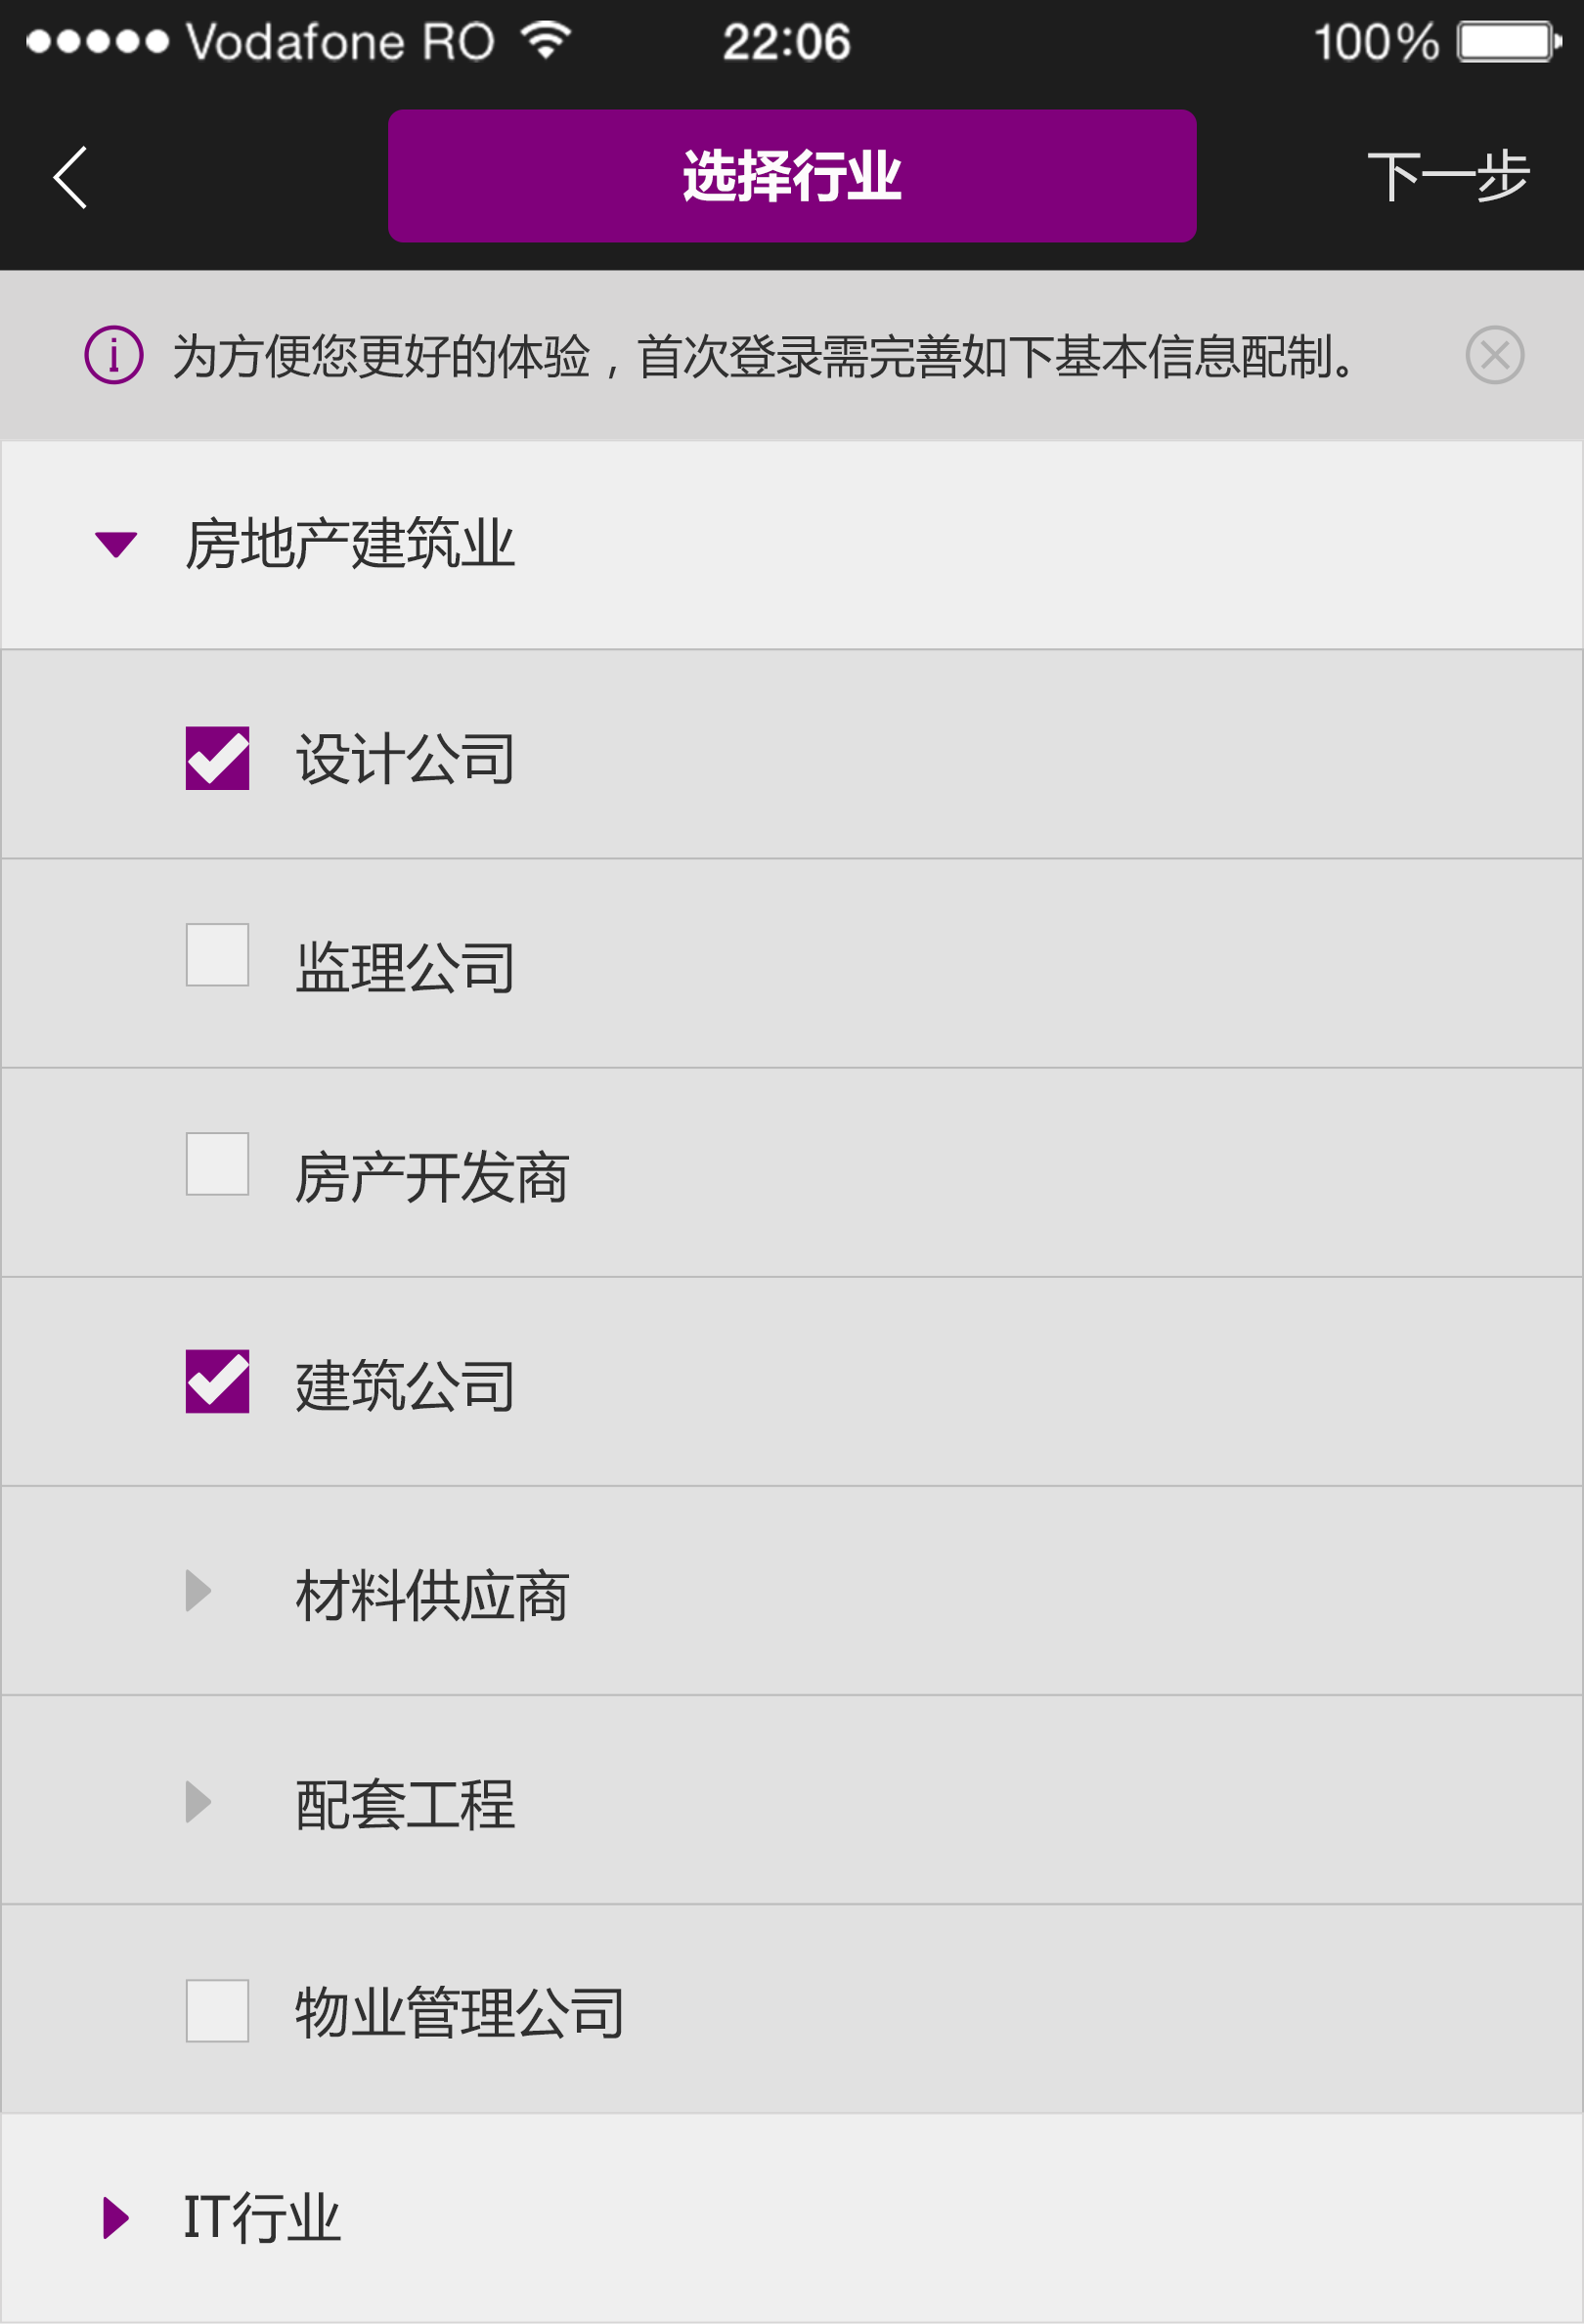 Vodafone RO 22:06 100%
选择行业 下一步
为方便您更好的体验，首次登录需完善如下基本信息配制。
房地产建筑业
设计公司
监理公司
房产开发商
建筑公司
材料供应商
配套工程
物业管理公司
IT行业